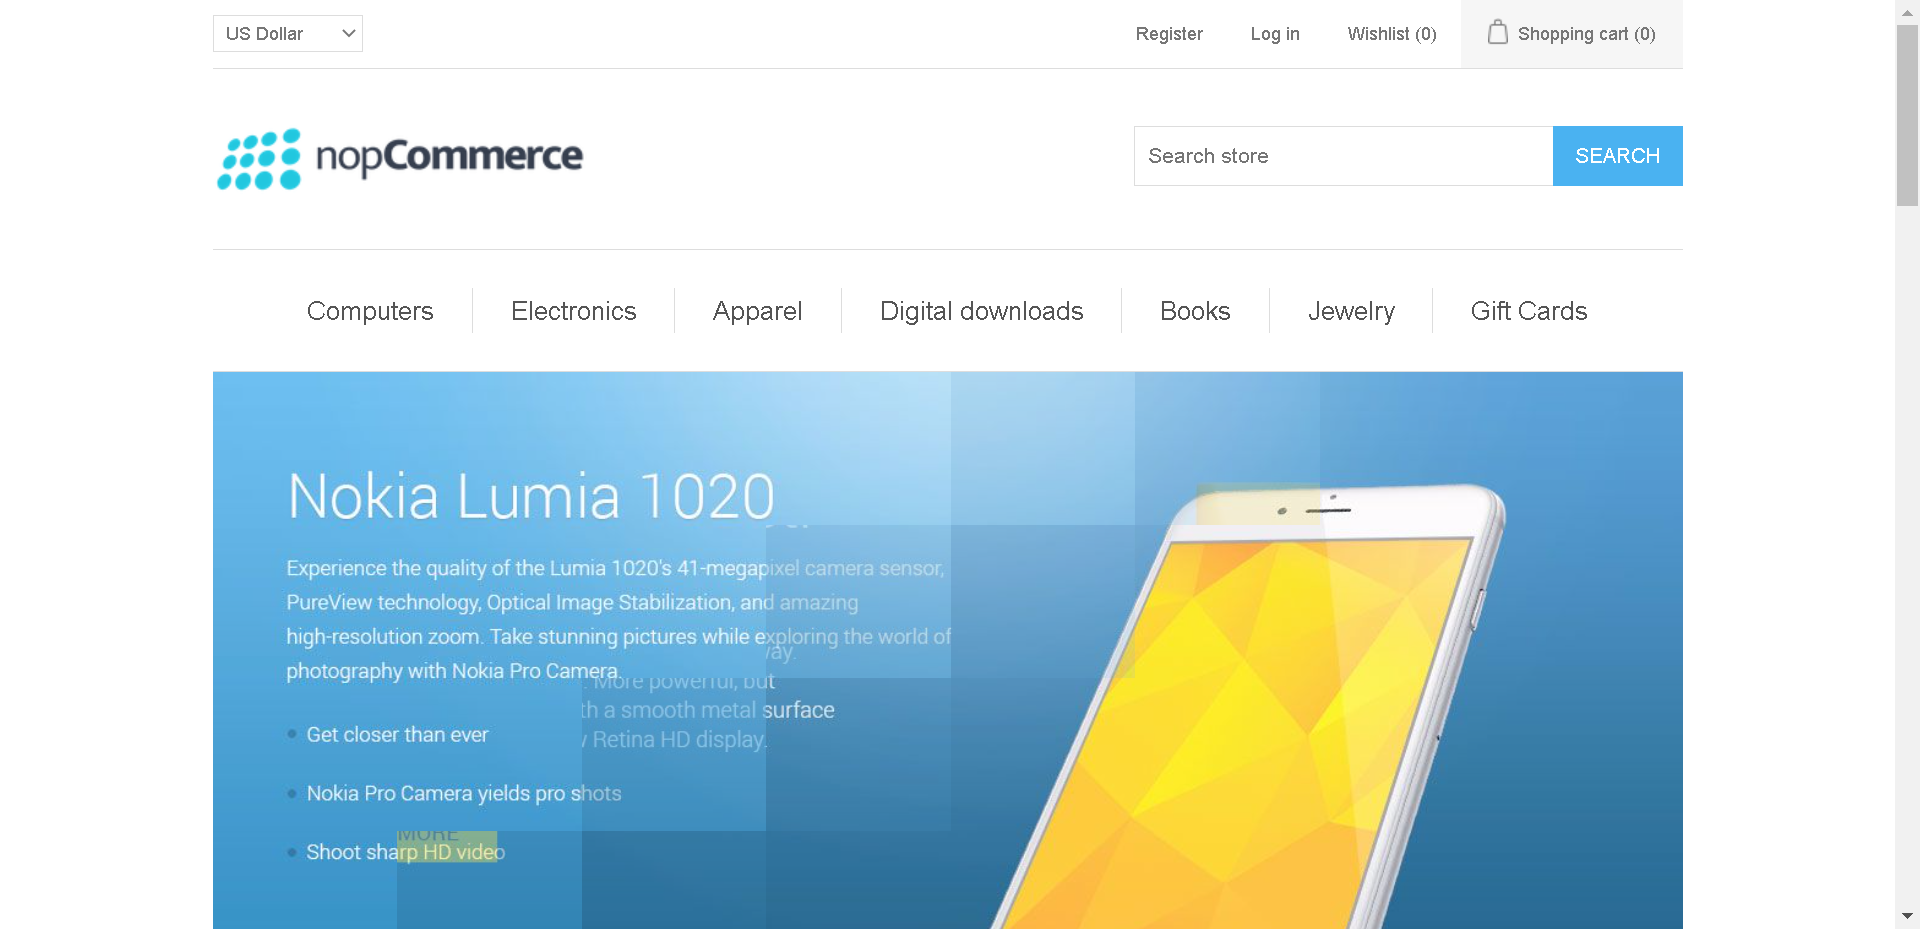 US Dollar
Register
Log in
Wishlist (0)
Shopping cart (0)
nopCommerce
Search store
SEARCH
Computers
Electronics
Apparel
Digital downloads
Books
Jewelry
Gift Cards
Nokia Lumia 1020
Experience the quality of the Lumia 1020's 41-megapixel camera sensor,
PureView technology, Optical Image Stabilization, and amazing
high-resolution zoom. Take stunning pictures while exploring the world of
photography with Nokia Pro Camera.
More powerful, but
th a smooth metal surface
Retina HD display.
Get closer than ever
Nokia Pro Camera yields pro shots
MORE
Shoot sharp HD video